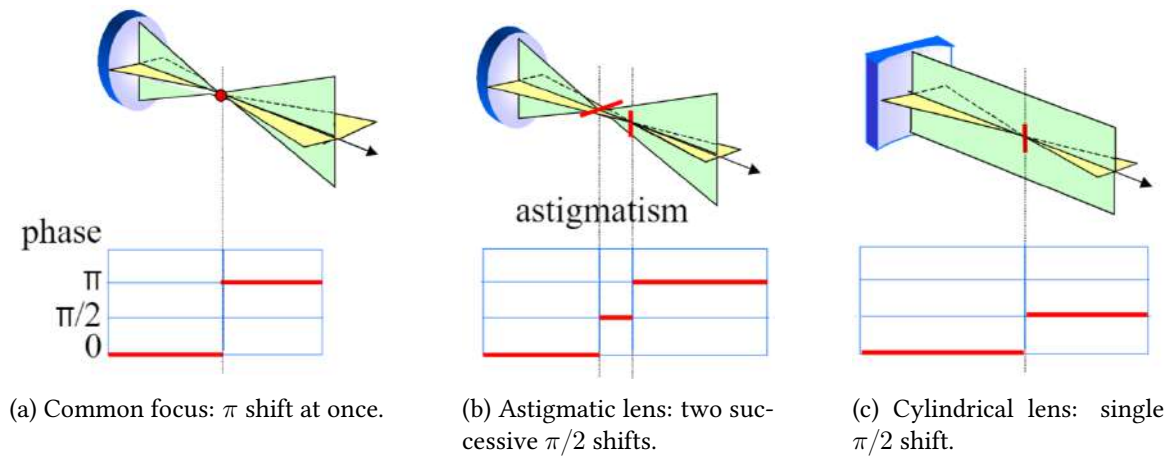 astigmatism
phase
π
π/2
0
(a) Common focus: π shift at once.
(b) Astigmatic lens: two suc-
cessive π/2 shifts.
(c) Cylindrical lens: single
π/2 shift.